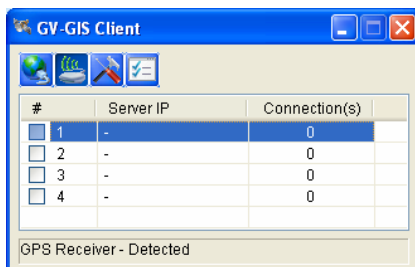 GV-GIS Client
# Server IP Connection(s)
1 - 0
2 - 0
3 - 0
4 - 0
GPS Receiver - Detected